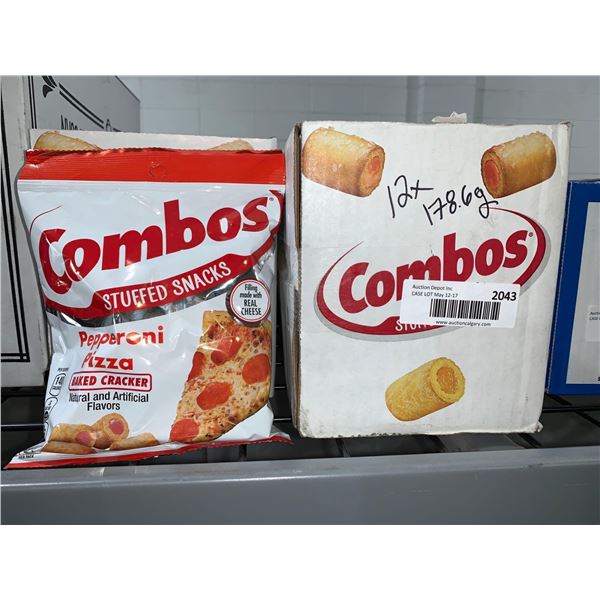 Combos®
STUFFED SNACKS
Filling
made with
REAL
CHEESE
Pepperoni
Pizza
BAKED CRACKER
Natural and Artificial
Flavors
140
12x
178.6g
Combos®
Auction Depot Inc
CASE LOT May 12-17
2043
www.auctioncalgary.com